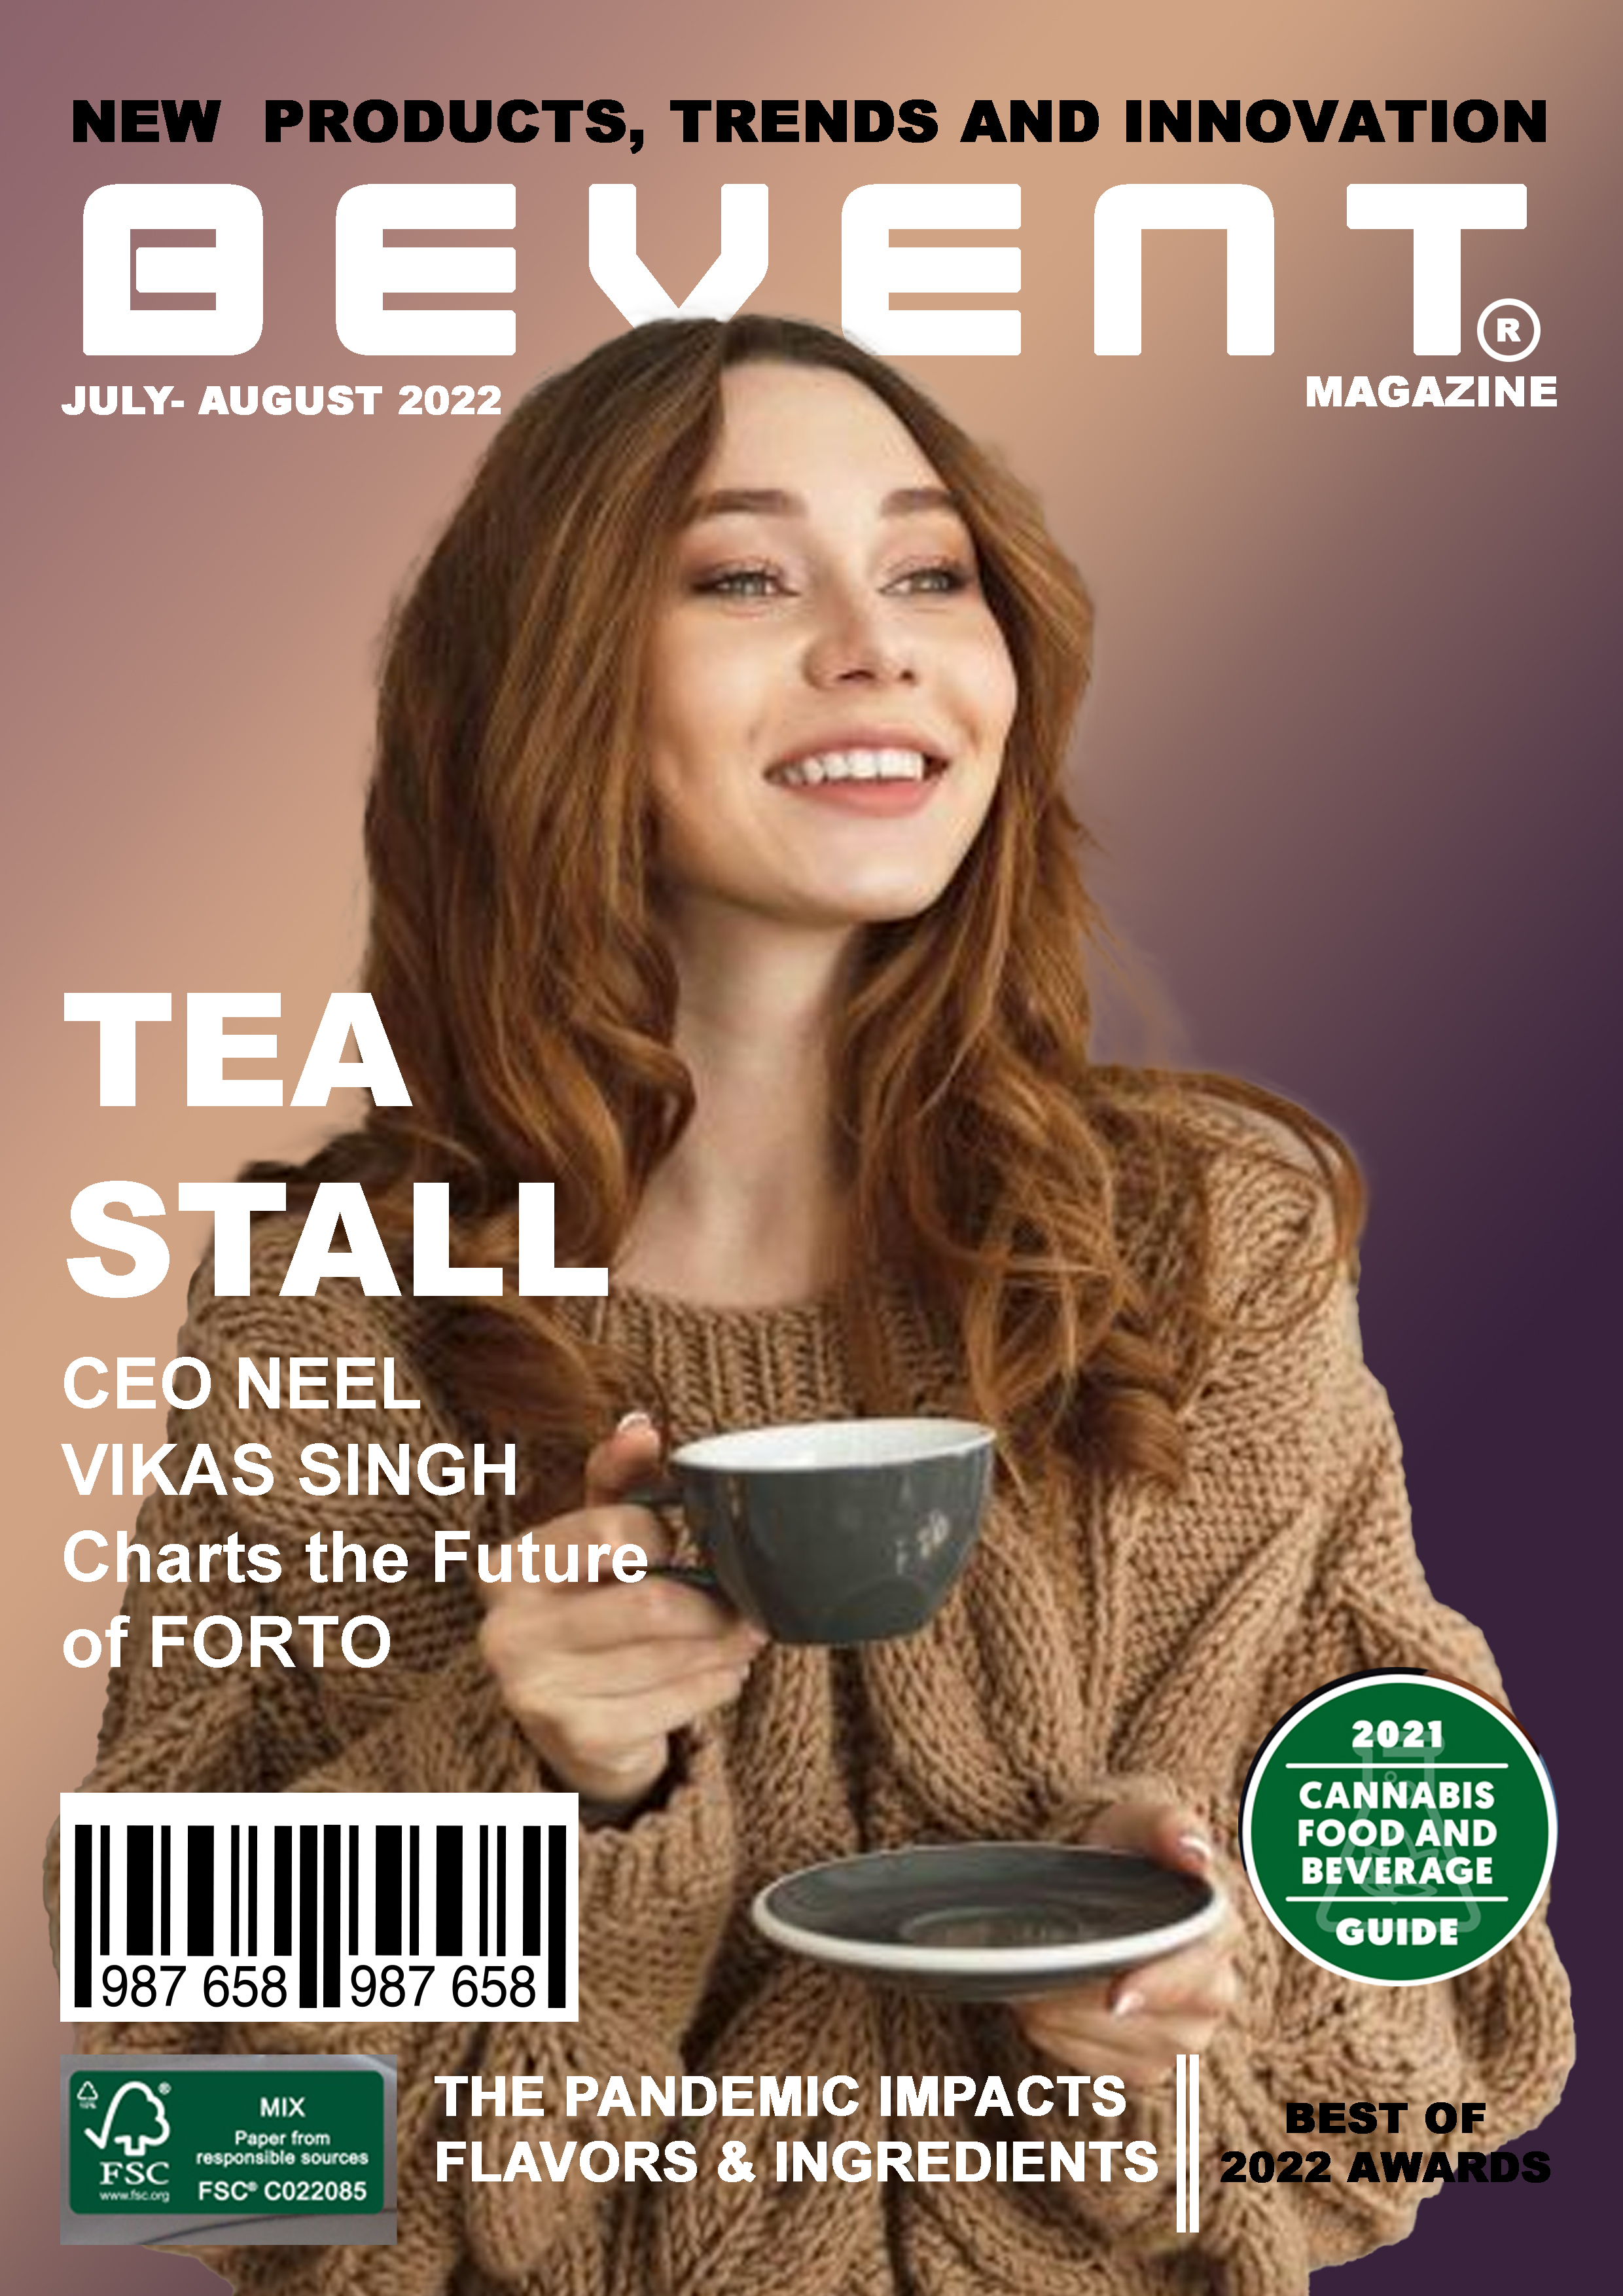 NEW PRODUCTS, TRENDS AND INNOVATION
BEVENT
®
JULY- AUGUST 2022
MAGAZINE
TEA
STALL
CEO NEEL
VIKAS SINGH
Charts the Future
of FORTO
2021
CANNABIS
FOOD AND
BEVERAGE
GUIDE
987 658 987 658
®
FSC
www.fsc.org
MIX
Paper from
responsible sources
FSC® C022085
THE PANDEMIC IMPACTS
FLAVORS & INGREDIENTS
BEST OF
2022 AWARDS